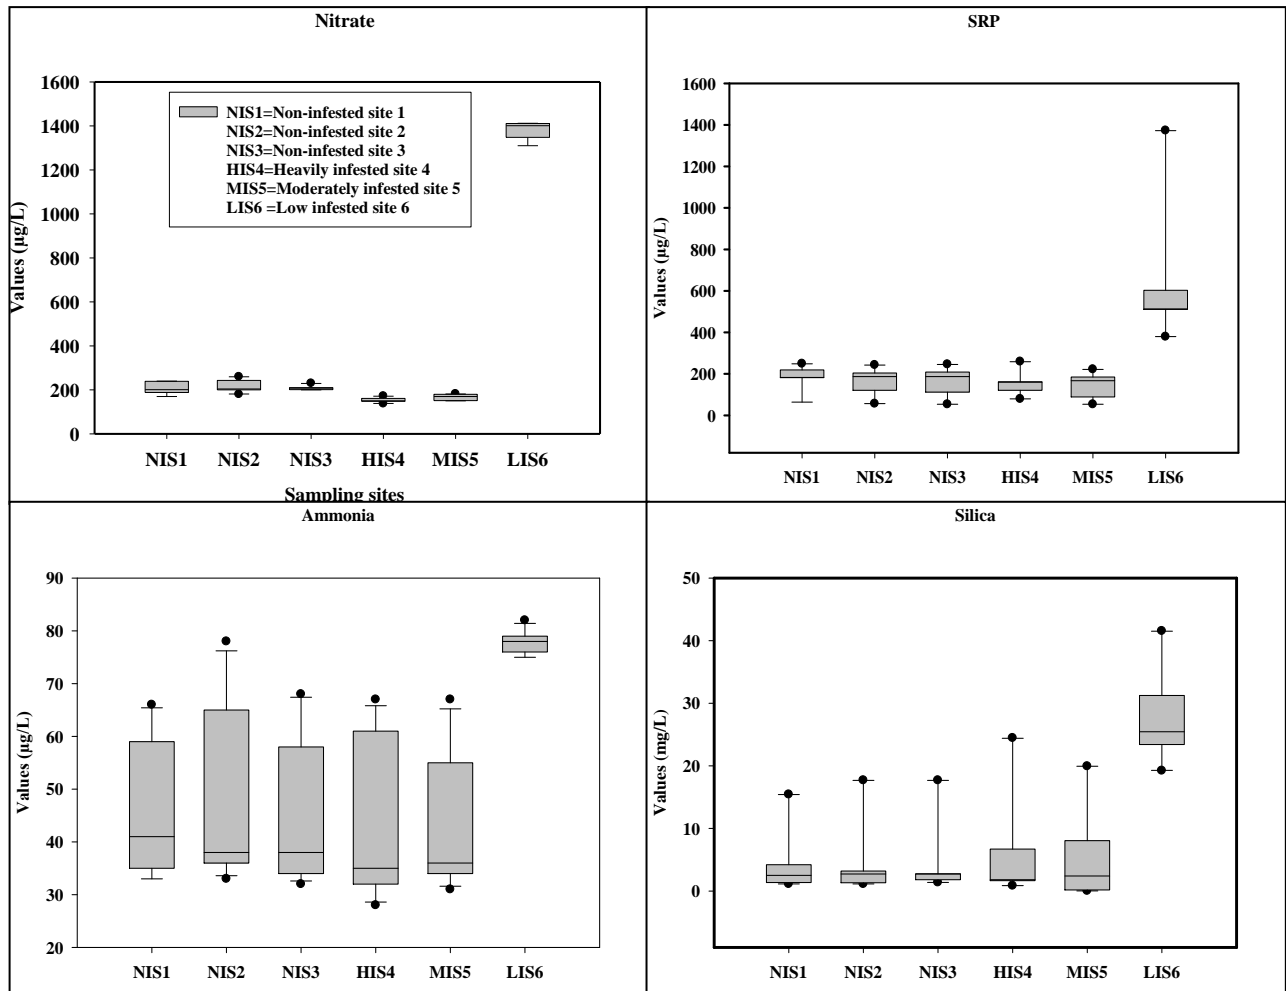 Nitrate
Values (µg/L)
1600
1400
1200
1000
800
600
400
200
0
NIS1=Non-infested site 1
NIS2=Non-infested site 2
NIS3=Non-infested site 3
HIS4=Heavily infested site 4
MIS5=Moderately infested site 5
LIS6 =Low infested site 6
NIS1 NIS2 NIS3 HIS4 MIS5 LIS6
Sampling sites
SRP
Values (µg/L)
1600
1400
1200
1000
800
600
400
200
0
NIS1 NIS2 NIS3 HIS4 MIS5 LIS6
Ammonia
Values (µg/L)
90
80
70
60
50
40
30
20
NIS1 NIS2 NIS3 HIS4 MIS5 LIS6
Silica
Values (mg/L)
50
40
30
20
10
0
NIS1 NIS2 NIS3 HIS4 MIS5 LIS6